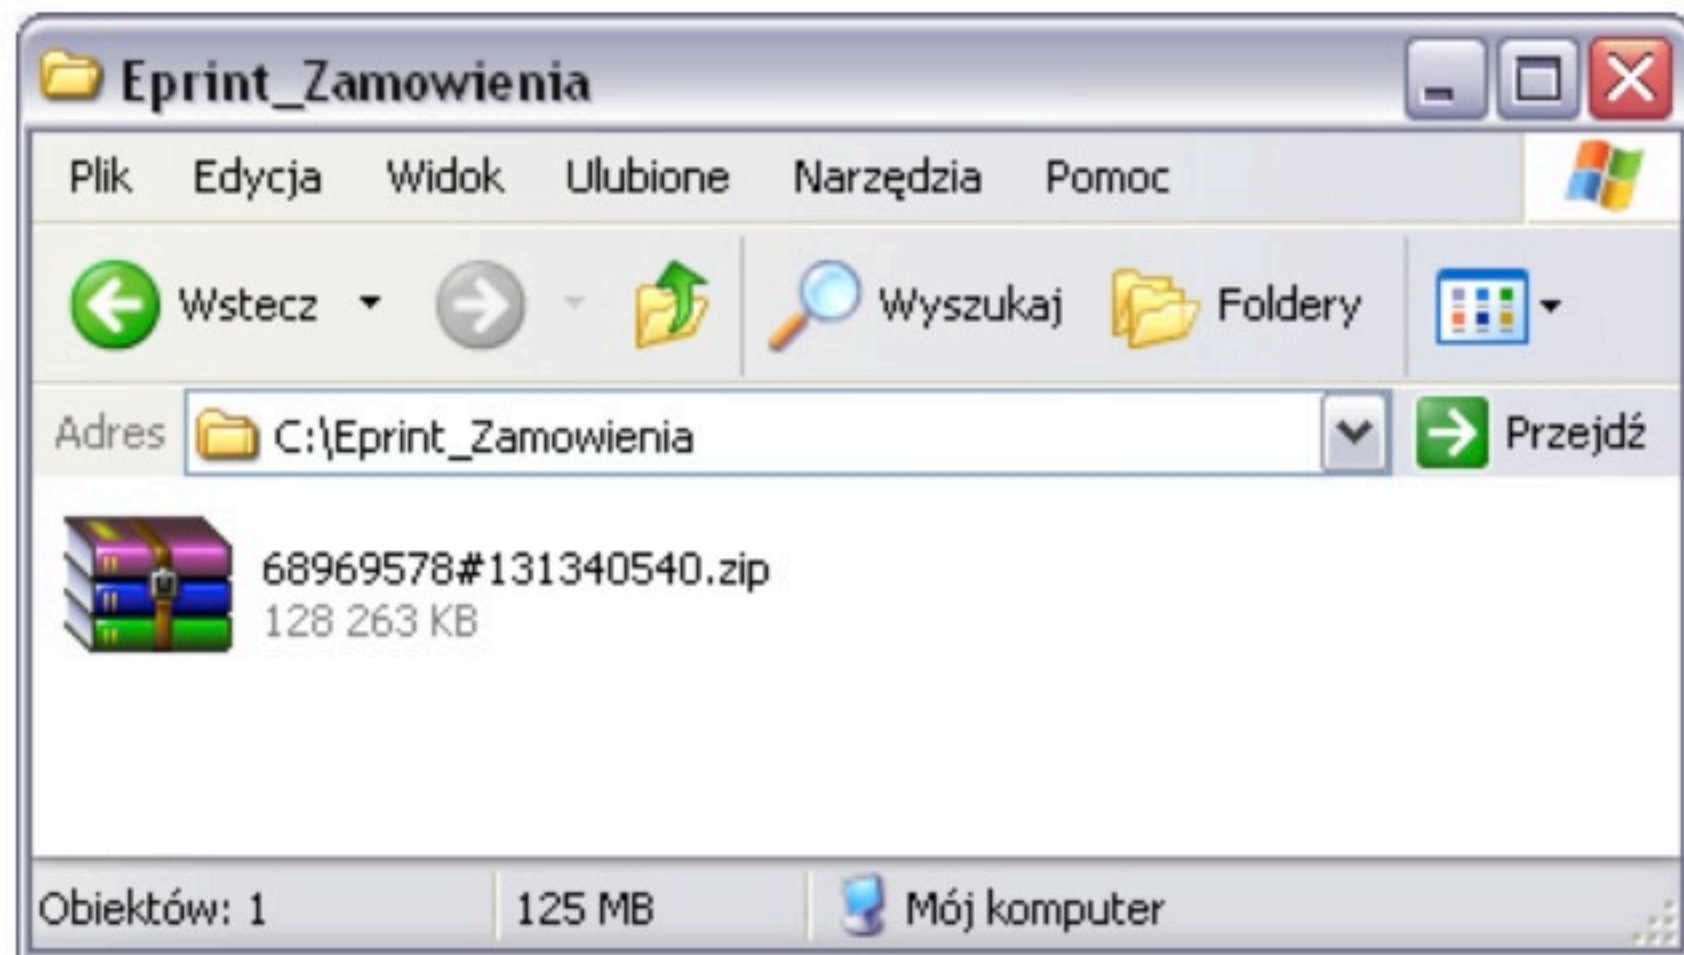 Eprint_Zamowienia
Plik Edycja Widok Ulubione Narzędzia Pomoc
Wstecz Wyszukaj Foldery
Adres C:\Eprint_Zamowienia Przejdź
68969578#131340540.zip
128 263 KB
Obiektów: 1 125 MB Mój komputer